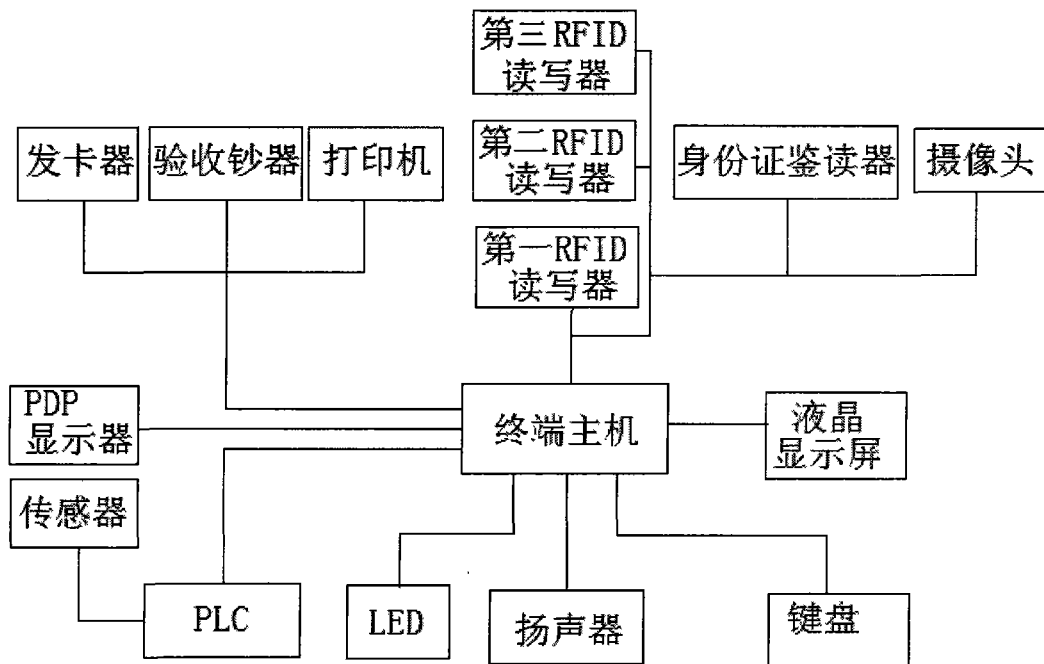 第三RFID
读写器
第二RFID
读写器
发卡器
验收钞器
打印机
身份证鉴读器
摄像头
第一RFID
读写器
PDP
显示器
终端主机
液晶
显示屏
传感器
PLC
LED
扬声器
键盘